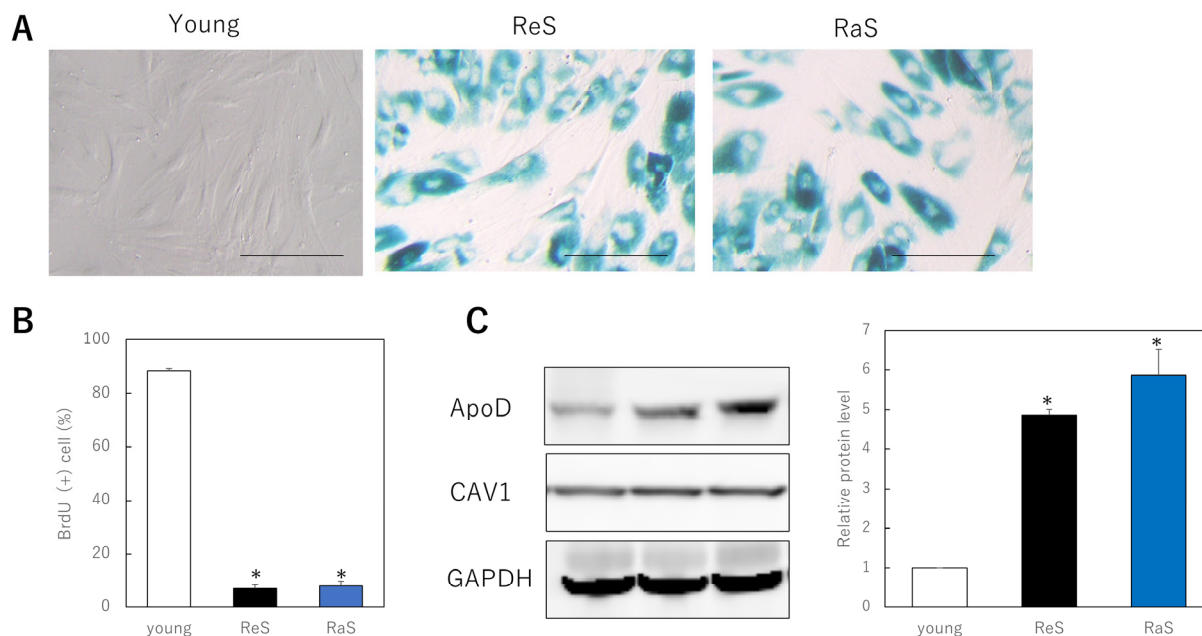 A
Young
ReS
RaS
B
BrdU (+) cell (%)
100
80
60
40
20
0
*
*
young
ReS
RaS
C
ApoD
CAV1
GAPDH
Relative protein level
7
6
5
4
3
2
1
0
*
*
young
ReS
RaS